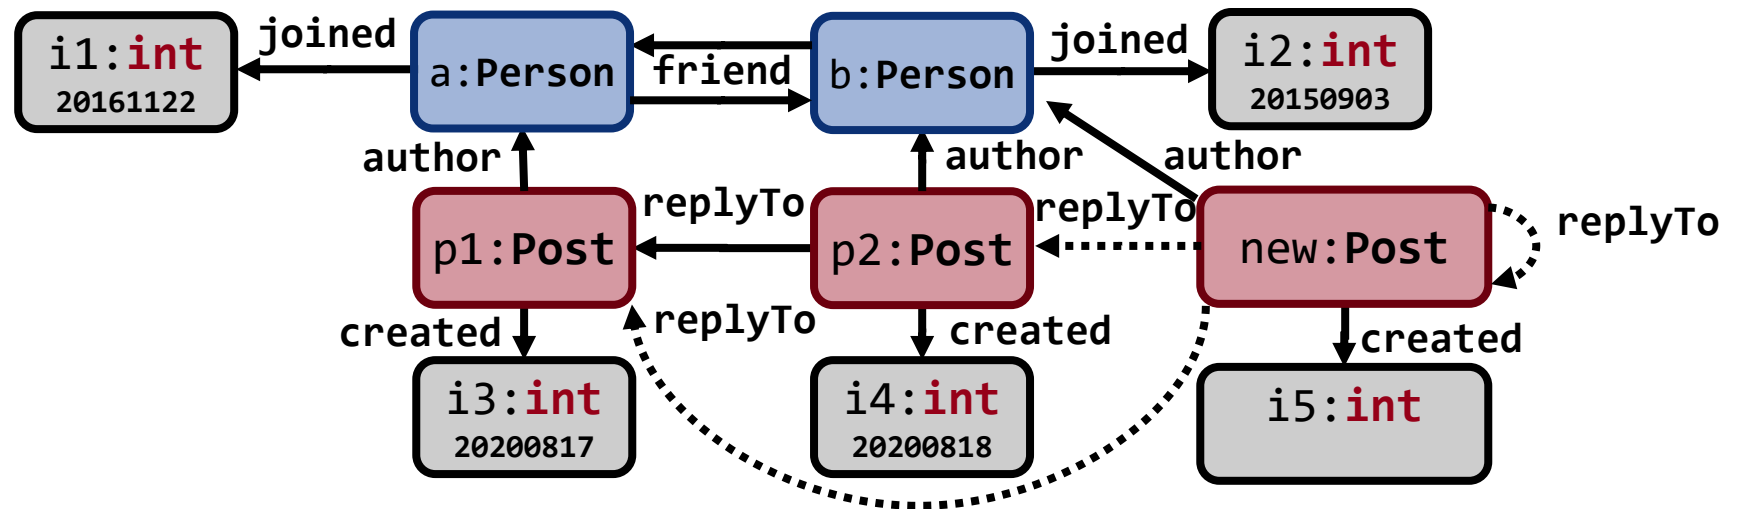 i1:int
20161122
joined
a:Person
friend
b:Person
joined
i2:int
20150903
author
author
author
p1:Post
replyTo
p2:Post
replyTo
new:Post
replyTo
created
replyTo
created
created
i3:int
20200817
i4:int
20200818
i5:int